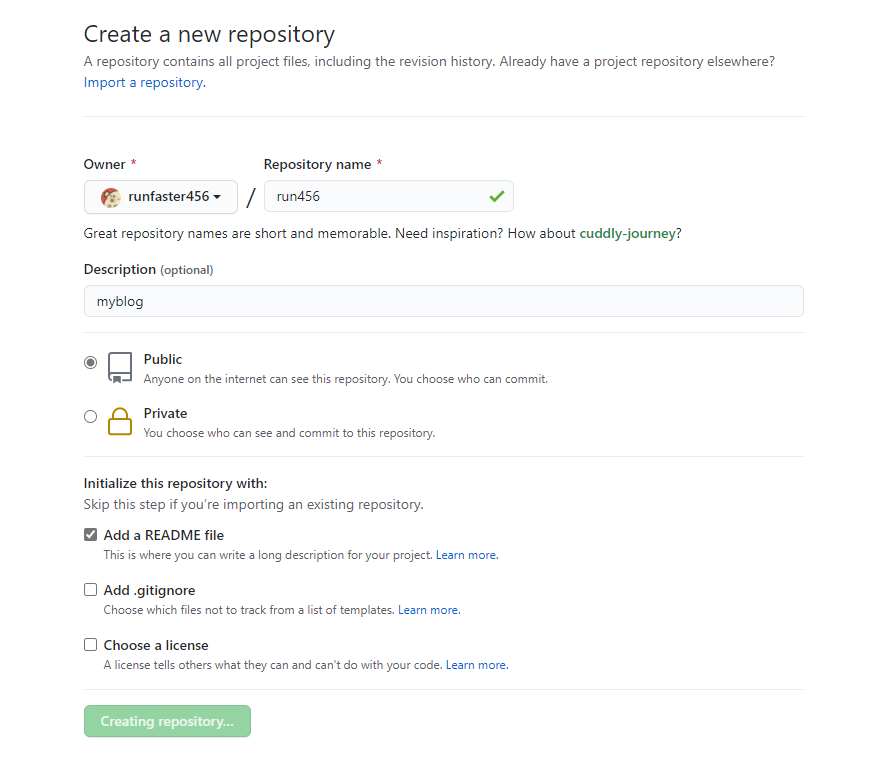 Create a new repository
A repository contains all project files, including the revision history. Already have a project repository elsewhere?
Import a repository.
Owner * Repository name *
runfaster456 / run456
Great repository names are short and memorable. Need inspiration? How about cuddly-journey?
Description (optional)
myblog
Public
Anyone on the internet can see this repository. You choose who can commit.
Private
You choose who can see and commit to this repository.
Initialize this repository with:
Skip this step if you're importing an existing repository.
Add a README file
This is where you can write a long description for your project. Learn more.
Add .gitignore
Choose which files not to track from a list of templates. Learn more.
Choose a license
A license tells others what they can and can't do with your code. Learn more.
Creating repository...